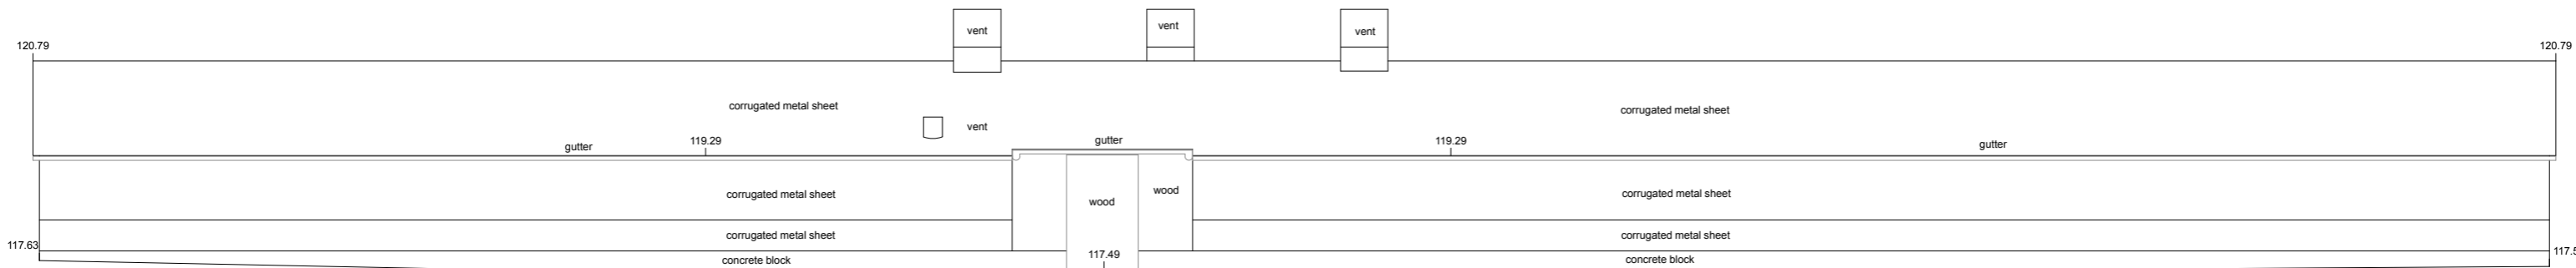 vent
vent
vent
120.79
120.79
corrugated metal sheet
corrugated metal sheet
vent
gutter
119.29
gutter
119.29
gutter
corrugated metal sheet
wood
wood
corrugated metal sheet
corrugated metal sheet
corrugated metal sheet
117.63
117.49
concrete block
concrete block